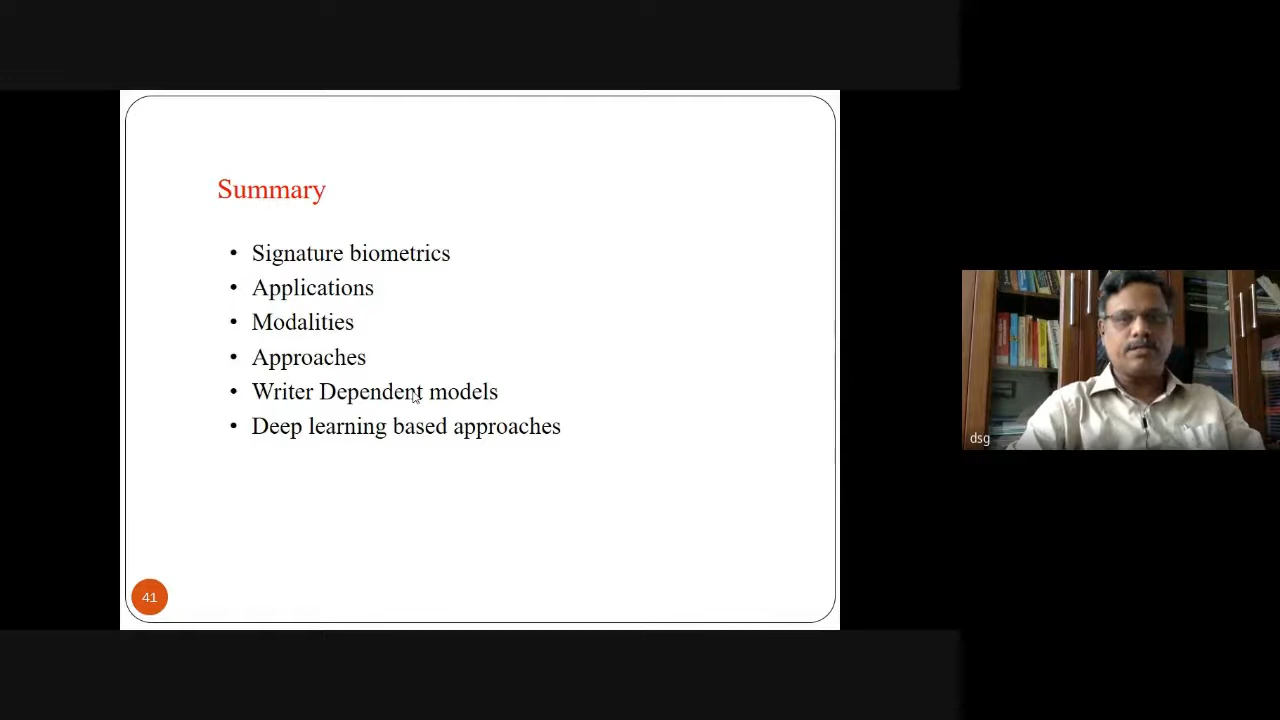 Summary
• Signature biometrics
• Applications
• Modalities
• Approaches
• Writer Dependent models
• Deep learning based approaches
41
dsg